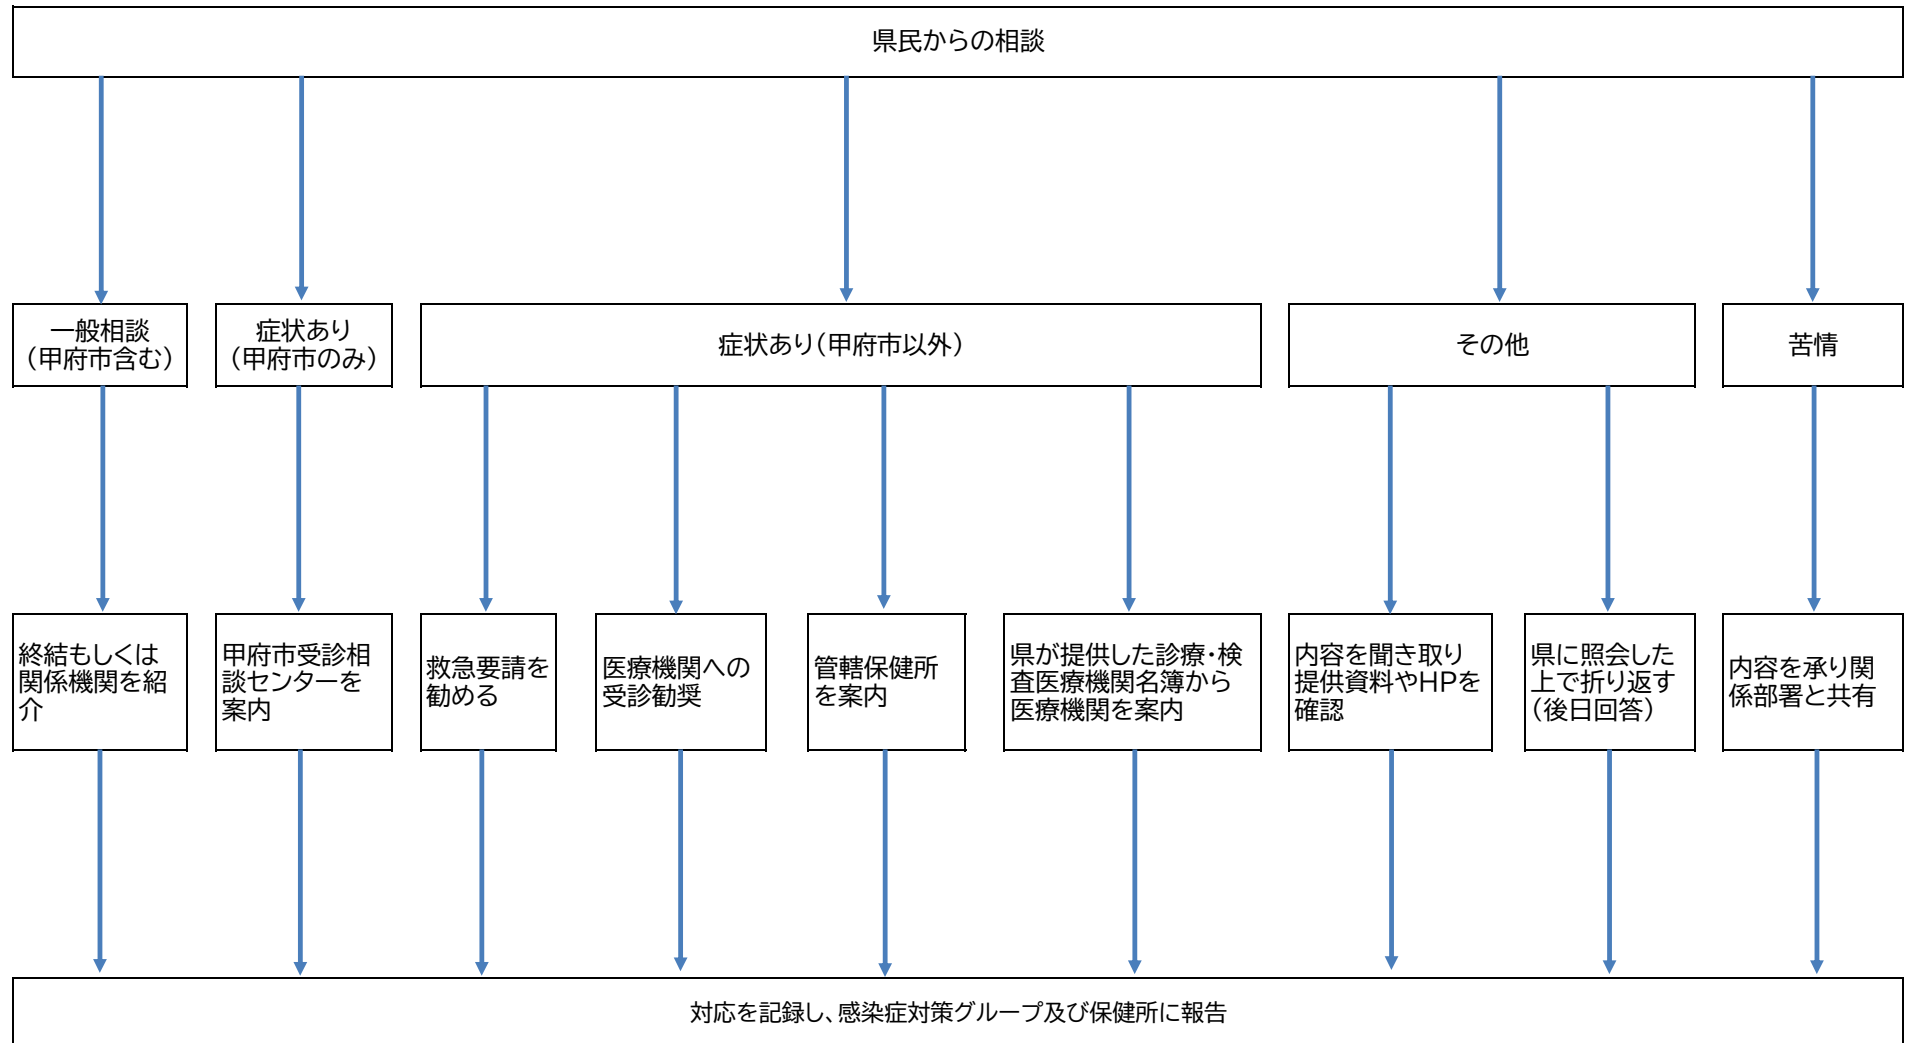 県民からの相談
一般相談
（甲府市含む）
症状あり
（甲府市のみ）
症状あり（甲府市以外）
その他
苦情
終結もしくは
関係機関を紹
介
甲府市受診相
談センターを
案内
救急要請を
勧める
医療機関への
受診勧奨
管轄保健所
を案内
県が提供した診療・検
査医療機関名簿から
医療機関を案内
内容を聞き取り
提供資料やHPを
確認
県に照会した
上で折り返す
（後日回答）
内容を承り関
係部署と共有
対応を記録し、感染症対策グループ及び保健所に報告